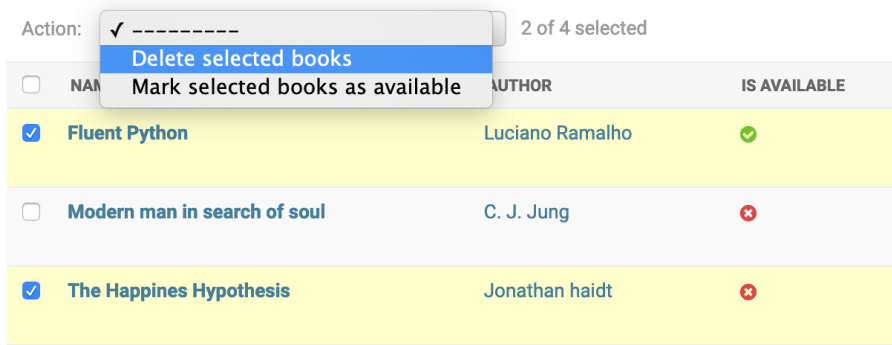 Action:
✓ ---------
2 of 4 selected
Delete selected books
Mark selected books as available
AUTHOR
IS AVAILABLE
Fluent Python
Luciano Ramalho
Modern man in search of soul
C. J. Jung
The Happines Hypothesis
Jonathan haidt